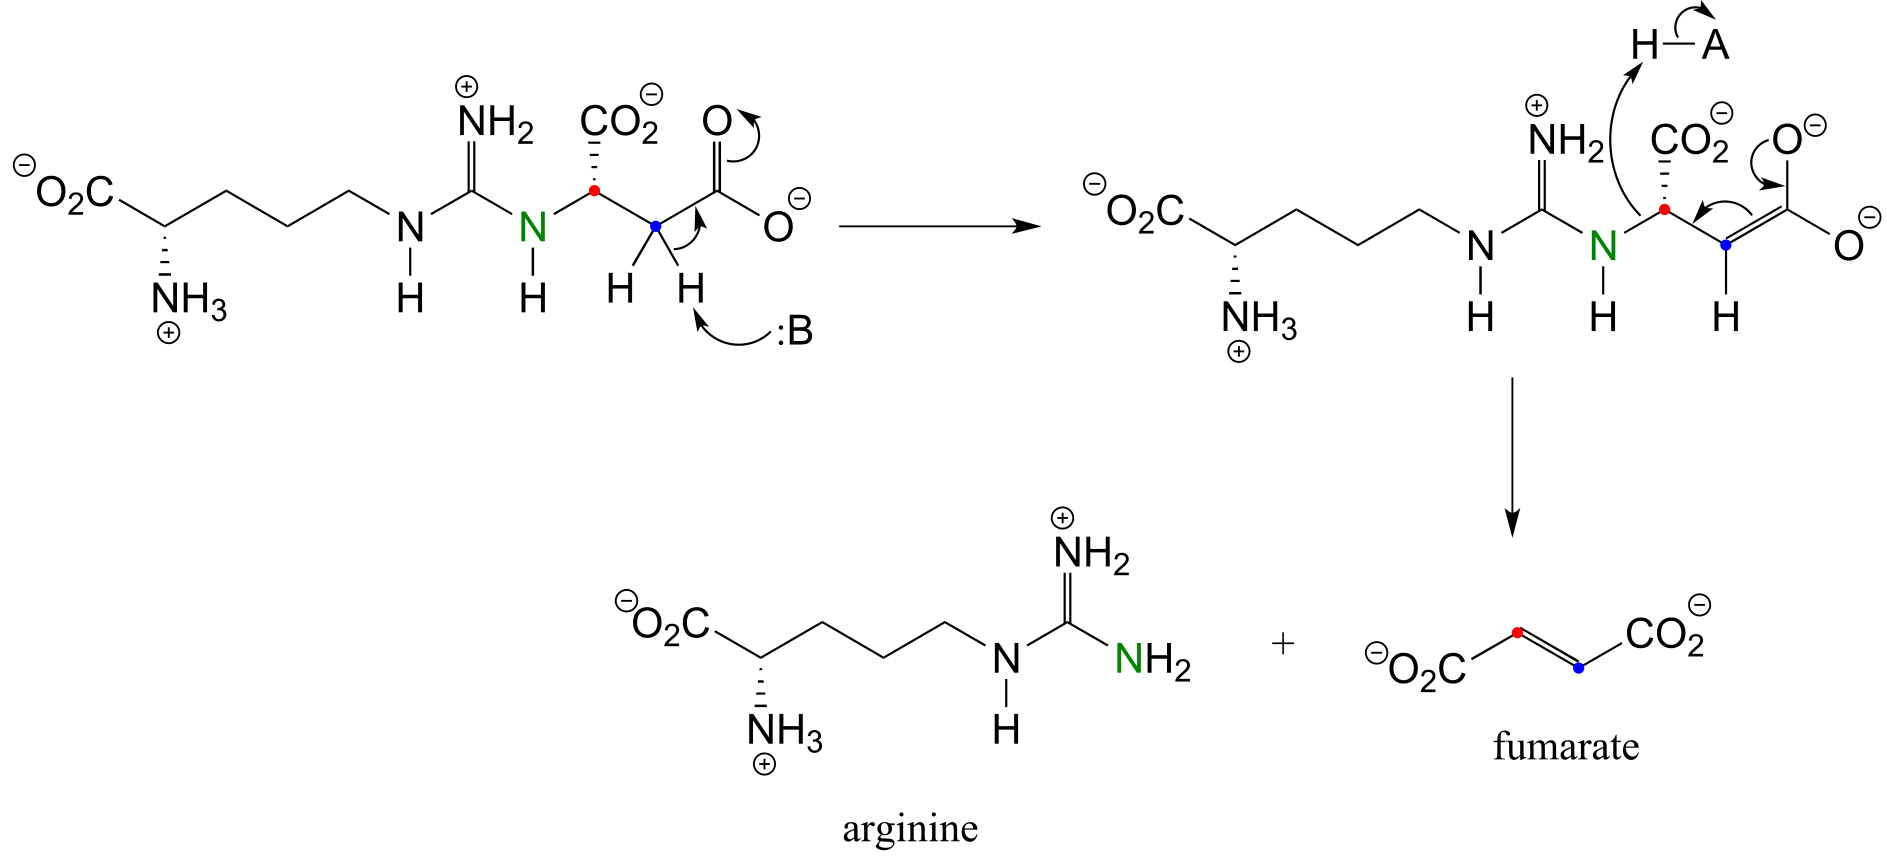 H—A
⊕
NH2
CO2 ⊖
O
⊖ O2C
N
H
N
H
H
H
O ⊖
NH3
⊕
:B
⊕
NH2
CO2 ⊖
O ⊖
⊖ O2C
N
H
N
H
H
O ⊖
NH3
⊕
⊕
NH2
⊖ O2C
N
H
NH2
NH3
⊕
+
⊖ O2C
CO2 ⊖
fumarate
arginine